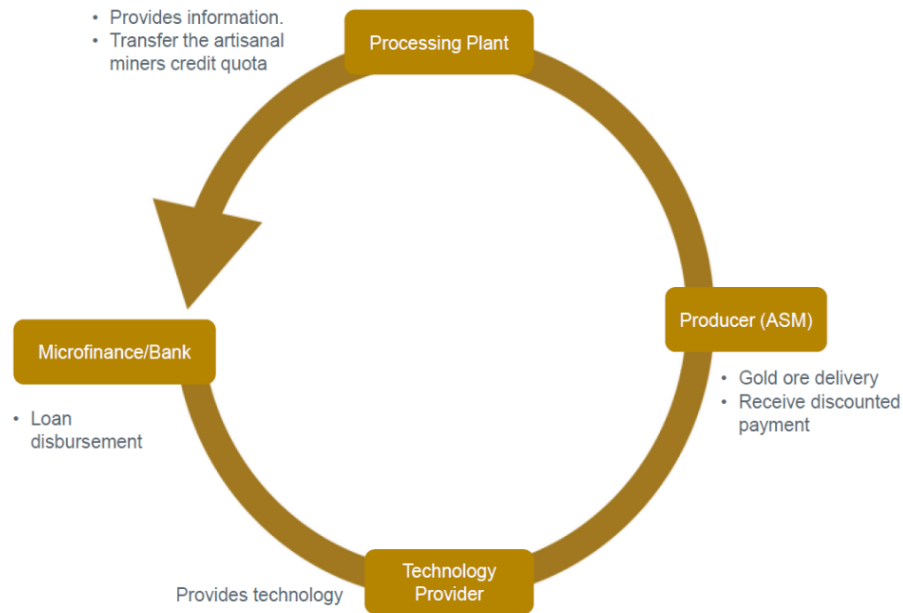 • Provides information.
• Transfer the artisanal
miners credit quota
Processing Plant
Producer (ASM)
• Gold ore delivery
• Receive discounted
payment
Microfinance/Bank
• Loan
disbursement
Technology
Provider
Provides technology